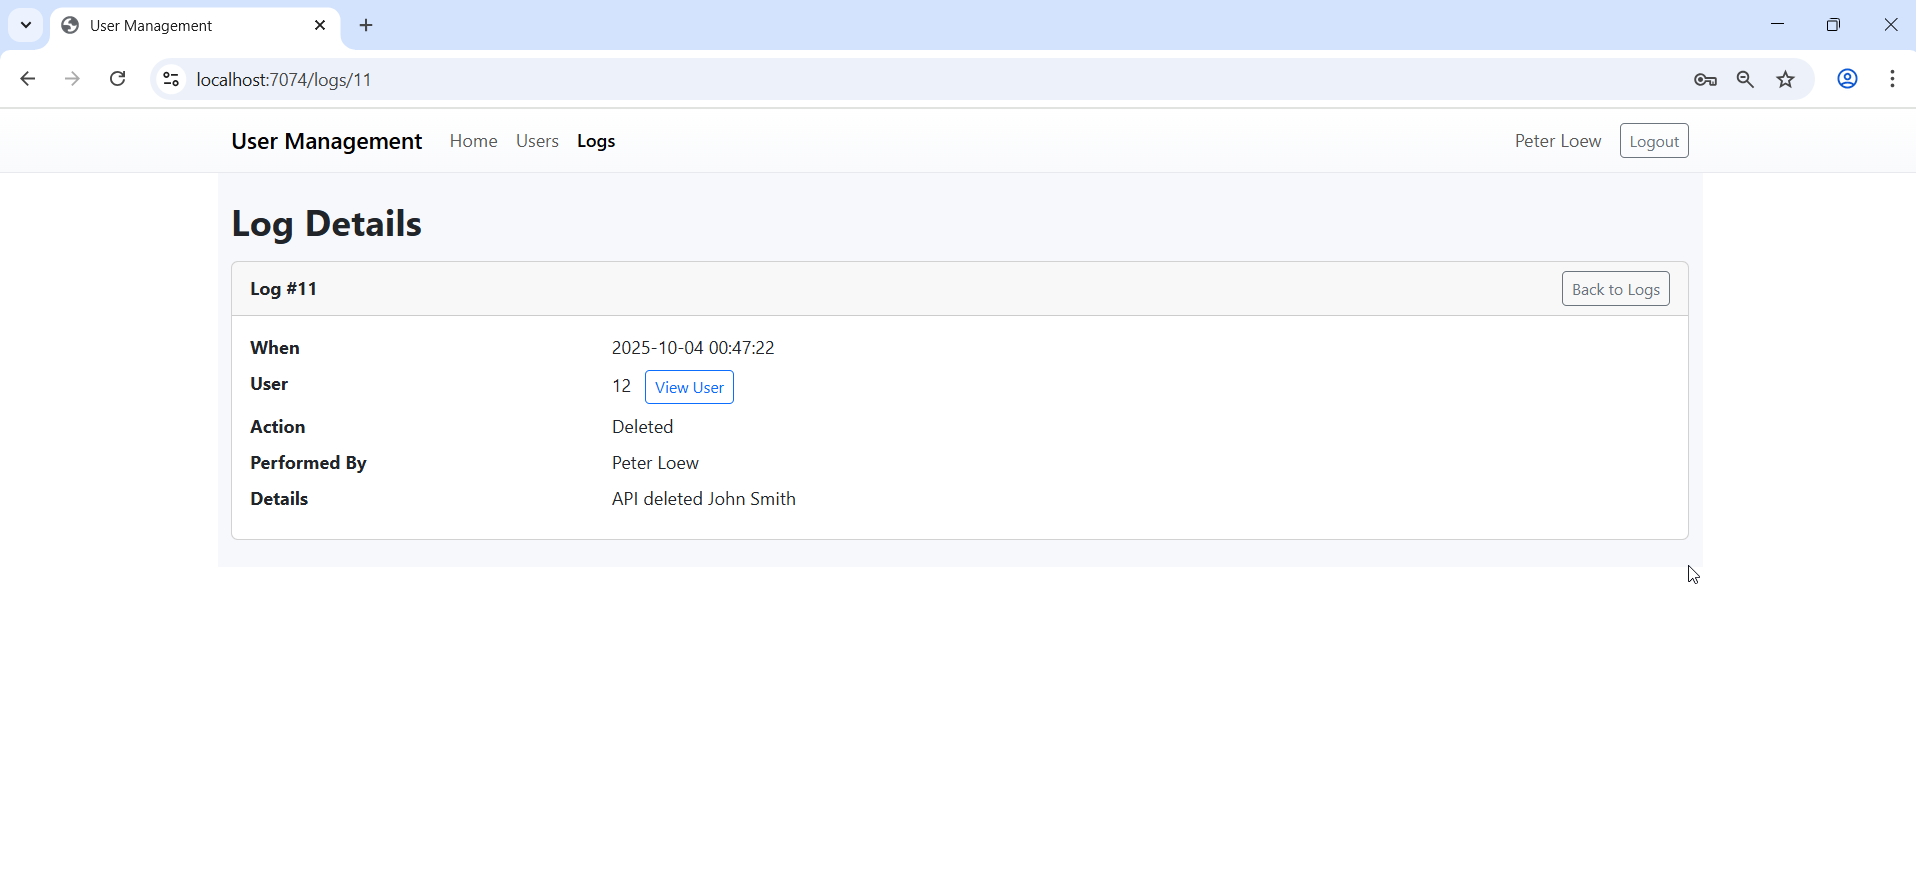 User Management
localhost:7074/logs/11
User Management Home Users Logs Peter Loew Logout
Log Details
Log #11 Back to Logs
When 2025-10-04 00:47:22
User 12 View User
Action Deleted
Performed By Peter Loew
Details API deleted John Smith